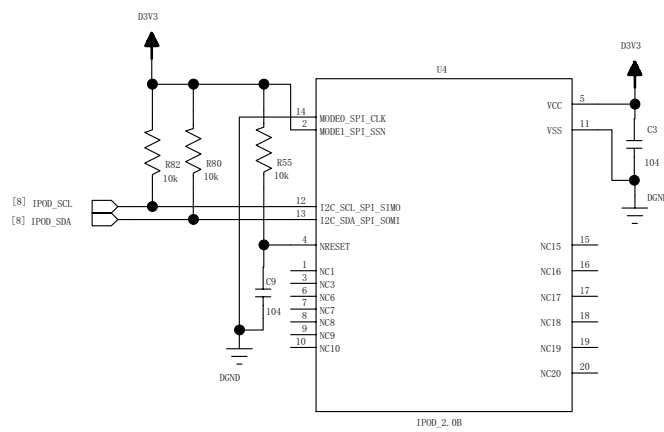 D3V3
D3V3
U4
14
MODE0_SPI_CLK
2
MODE1_SPI_SSN
VCC
5
VSS
11
C3
104
R82
10k
R80
10k
R55
10k
[8] IPOD_SCL
[8] IPOD_SDA
12
I2C_SCL_SPI_SIMO
13
I2C_SDA_SPI_SOMI
DGND
4
NRESET
NC15
15
1
NC1
NC16
16
3
NC3
C9
104
6
NC6
NC17
17
7
NC7
8
NC8
NC18
18
9
NC9
10
NC10
NC19
19
DGND
NC20
20
IPOD_2.0B